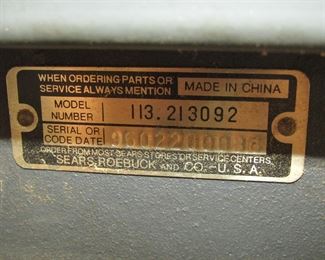 WHEN ORDERING PARTS OR
SERVICE ALWAYS MENTION
MADE IN CHINA
MODEL
NUMBER
113.213092
SERIAL OR
CODE DATE
ORDER FROM MOST SEARS STORES OR SERVICE CENTERS
SEARS, ROEBUCK AND CO.-U.S.A.